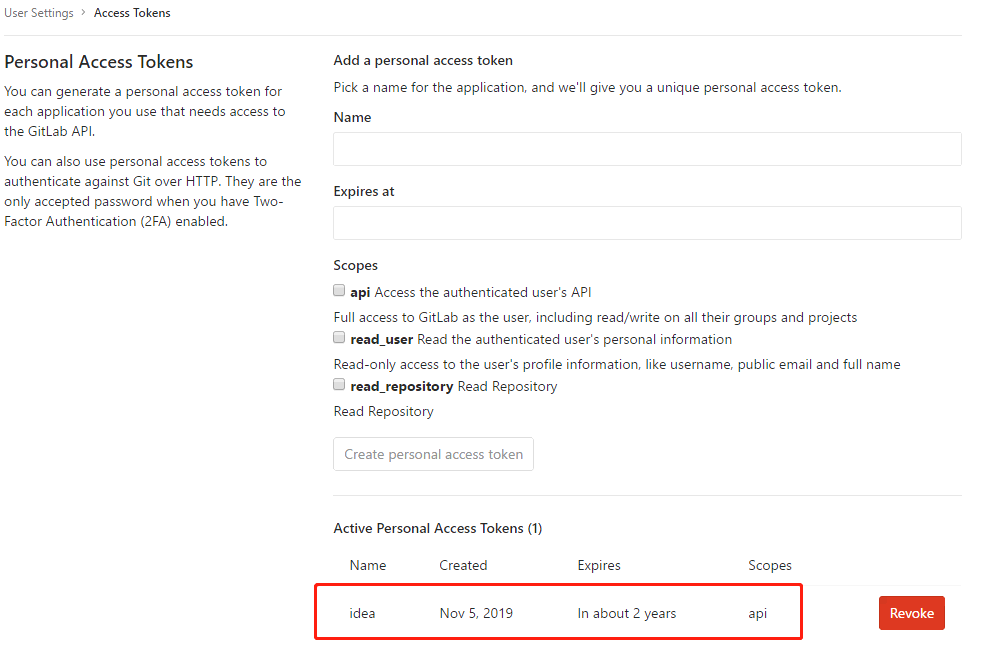 User Settings > Access Tokens
Personal Access Tokens
You can generate a personal access token for
each application you use that needs access to
the GitLab API.
You can also use personal access tokens to
authenticate against Git over HTTP. They are the
only accepted password when you have Two-
Factor Authentication (2FA) enabled.
Add a personal access token
Pick a name for the application, and we'll give you a unique personal access token.
Name
Expires at
Scopes
api Access the authenticated user's API
Full access to GitLab as the user, including read/write on all their groups and projects
read_user Read the authenticated user's personal information
Read-only access to the user's profile information, like username, public email and full name
read_repository Read Repository
Read Repository
Create personal access token
Active Personal Access Tokens (1)
Name Created Expires Scopes
idea Nov 5, 2019 In about 2 years api Revoke